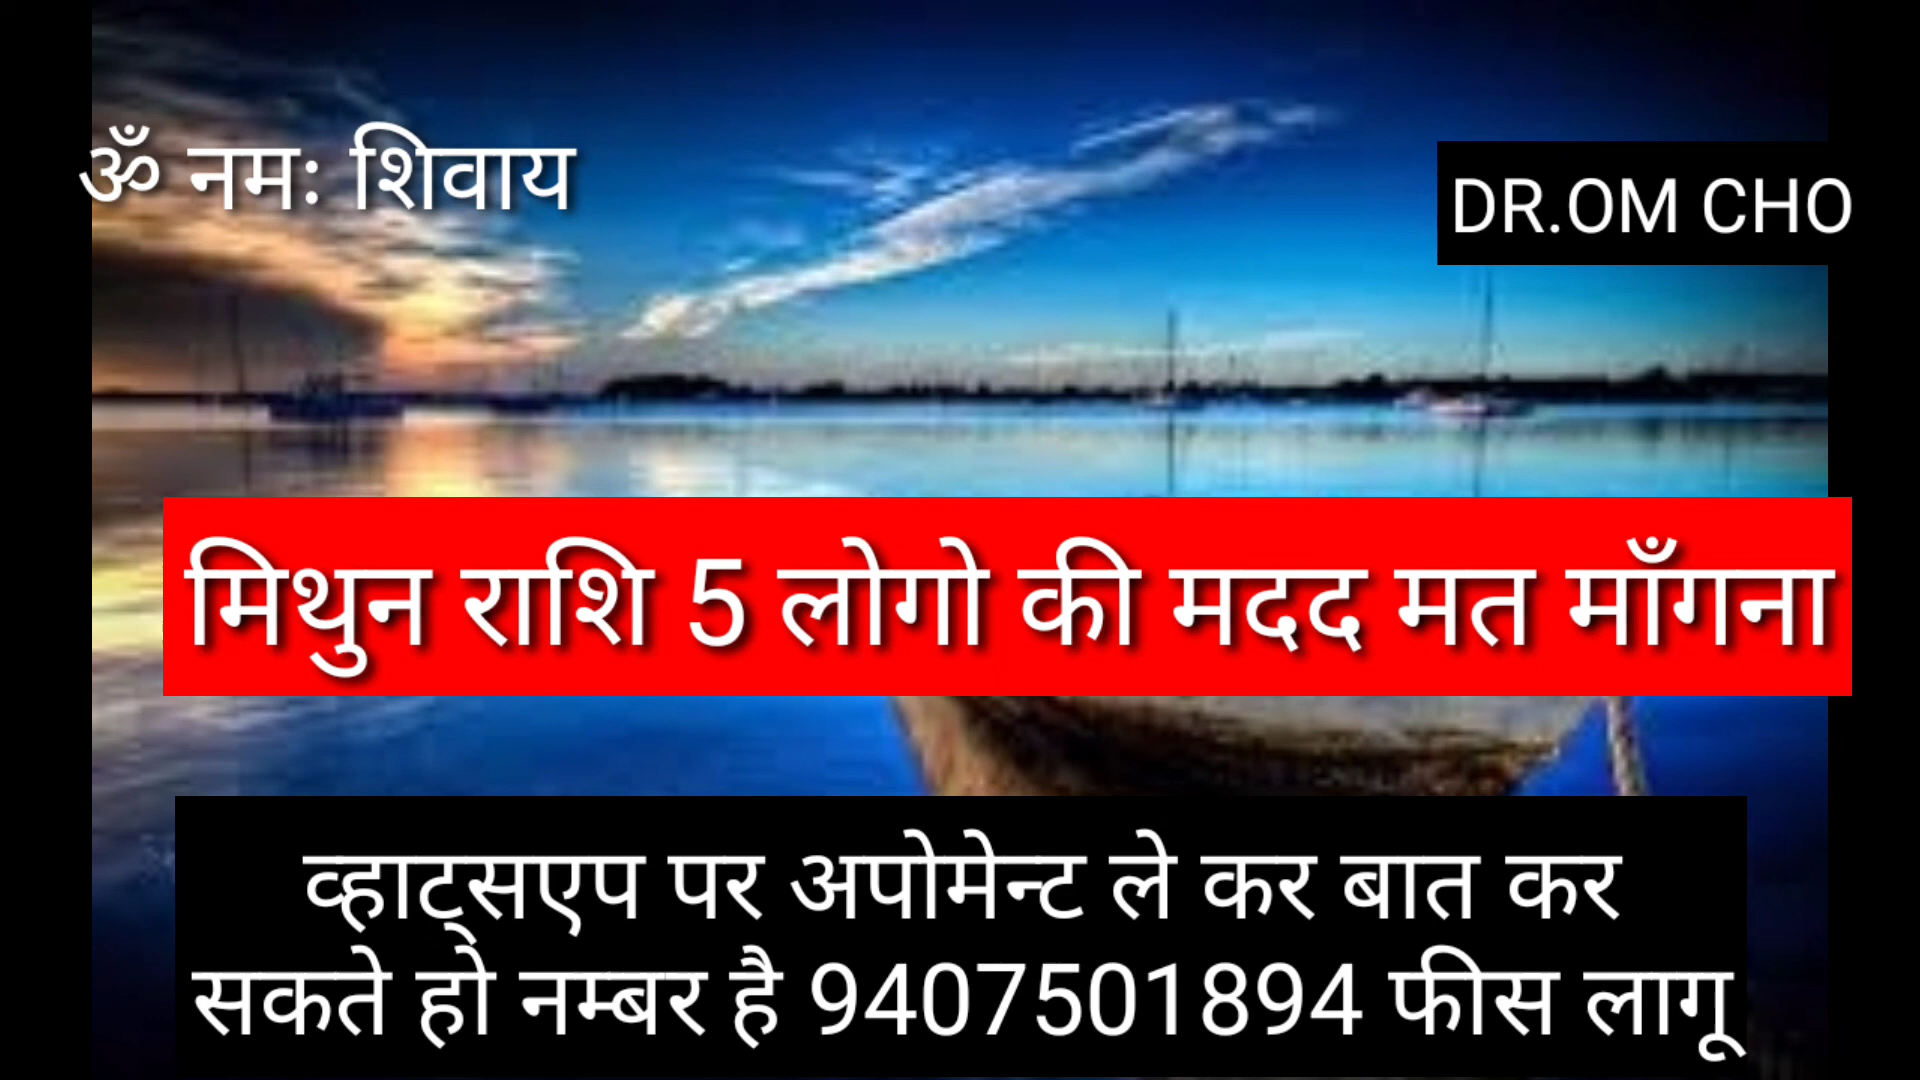 ॐ नमः शिवाय
DR.OM CHO
मिथुन राशि 5 लोगो की मदद मत माँगना
व्हाट्सएप पर अपोमेन्ट ले कर बात कर
सकते हो नम्बर है 9407501894 फीस लागू